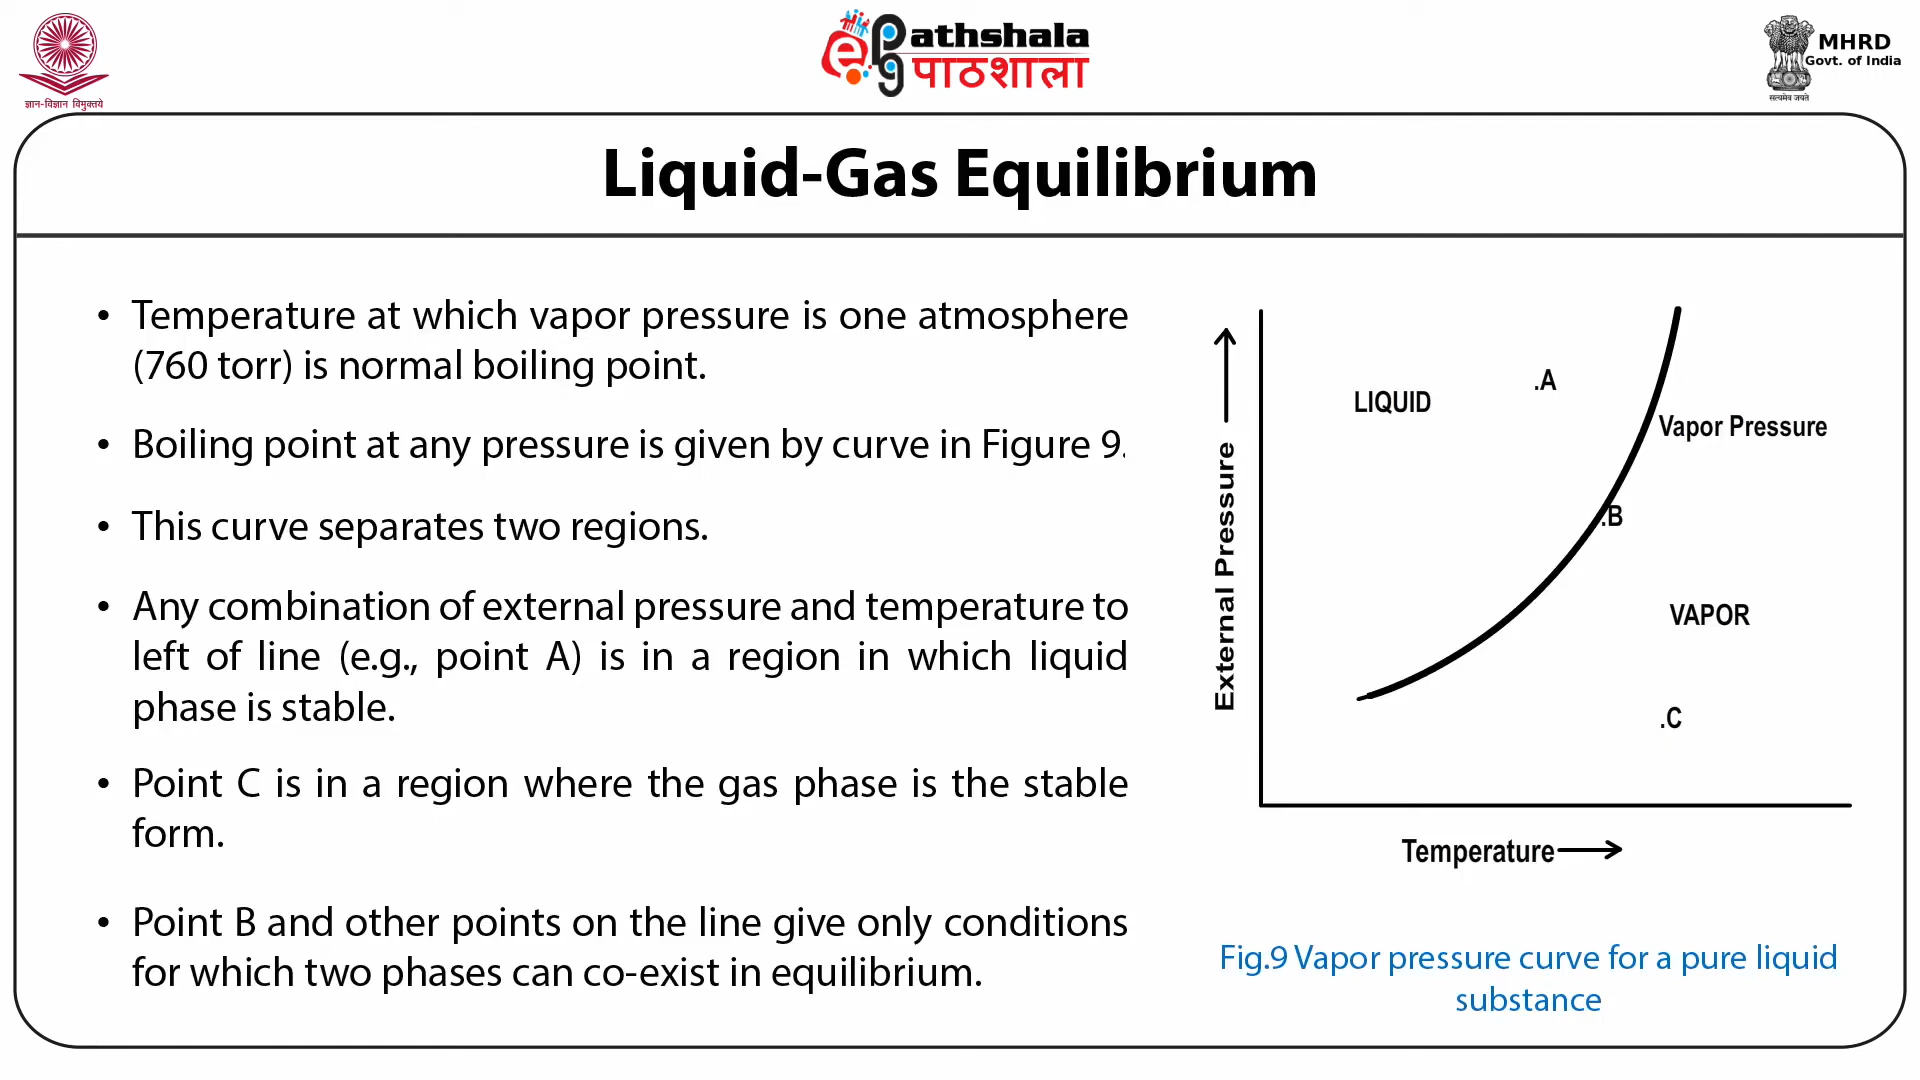 ज्ञान-विज्ञान विमुक्तये
ePathshala
पाठशाला
सत्यमेव जयते
MHRD
Govt. of India
Liquid-Gas Equilibrium
• Temperature at which vapor pressure is one atmosphere
(760 torr) is normal boiling point.
• Boiling point at any pressure is given by curve in Figure 9.
• This curve separates two regions.
• Any combination of external pressure and temperature to
left of line (e.g., point A) is in a region in which liquid
phase is stable.
• Point C is in a region where the gas phase is the stable
form.
• Point B and other points on the line give only conditions
for which two phases can co-exist in equilibrium.
External Pressure
LIQUID
.A
Vapor Pressure
.B
VAPOR
.C
Temperature
Fig.9 Vapor pressure curve for a pure liquid
substance